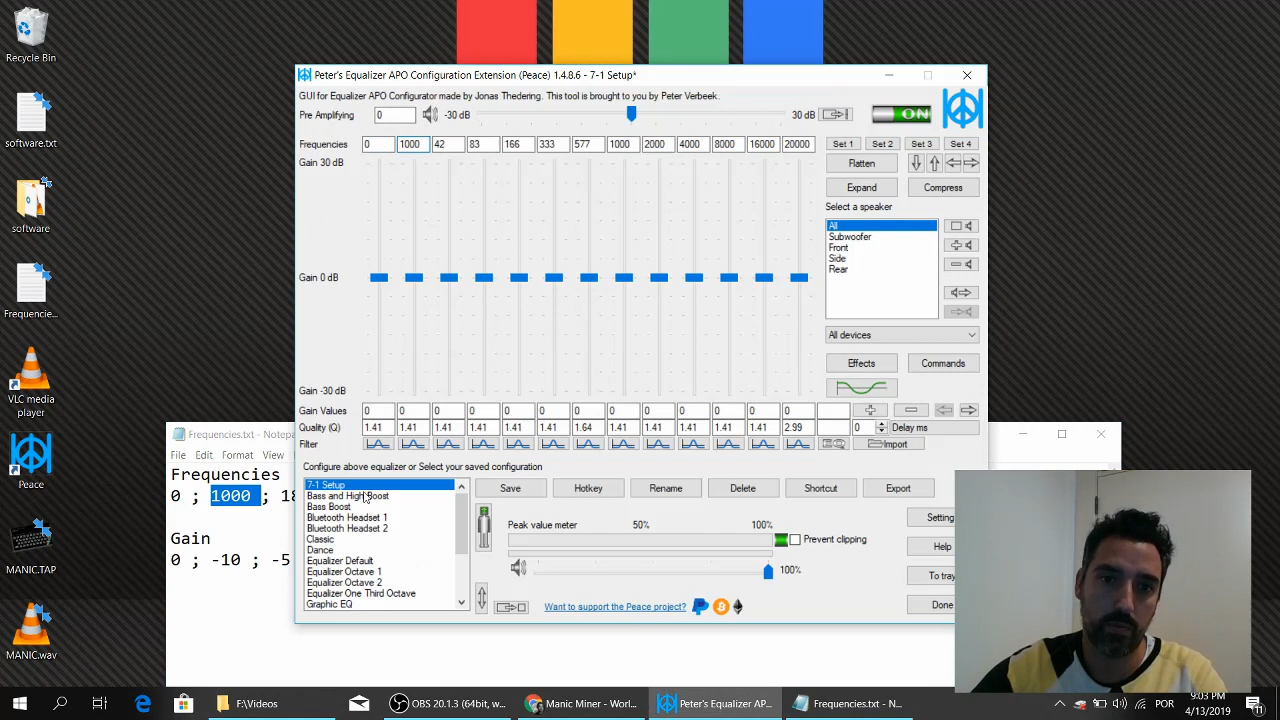 Recycle Bin
software.txt
software
Frequencie...
VLC media
player
Peace
MANIC.TAP
MANIC.wav
Peter's Equalizer APO Configuration Extension (Peace) 1.4.8.6 - 7-1 Setup*
GUI for Equalizer APO Configurator made by Jonas Thedering. This tool is brought to you by Peter Verbeek.
Pre Amplifying 0 -30 dB 30 dB ON
Frequencies 0 1000 42 83 166 333 577 1000 2000 4000 8000 16000 20000 Set 1 Set 2 Set 3 Set 4
Gain 30 dB
Flatten
Expand Compress
Select a speaker
All
Subwoofer
Front
Side
Rear
Gain 0 dB
All devices
Effects Commands
Gain -30 dB
Gain Values 0 0 0 0 0 0 0 0 0 0 0 0 0
Quality (Q) 1.41 1.41 1.41 1.41 1.41 1.41 1.64 1.41 1.41 1.41 1.41 1.41 2.99 0 Delay ms
Filter Import
Configure above equalizer or Select your saved configuration
7-1 Setup
Bass and High Boost
Bass Boost
Bluetooth Headset 1
Bluetooth Headset 2
Classic
Dance
Equalizer Default
Equalizer Octave 1
Equalizer Octave 2
Equalizer One Third Octave
Graphic EQ
Save Hotkey Rename Delete Shortcut Export
Peak value meter 50% 100%
Prevent clipping
100%
Want to support the Peace project?
Setting
Help
To tray
Done
Frequencies.txt - Notepa
File Edit Format View
Frequencies
0 ; 1000 ; 18
Gain
0 ; -10 ; -5
F:\Videos
OBS 20.1.3 (64bit, w...
Manic Miner - Worl...
Peter's Equalizer AP...
Frequencies.txt - N...
POR
9:03 PM
4/13/2019
11